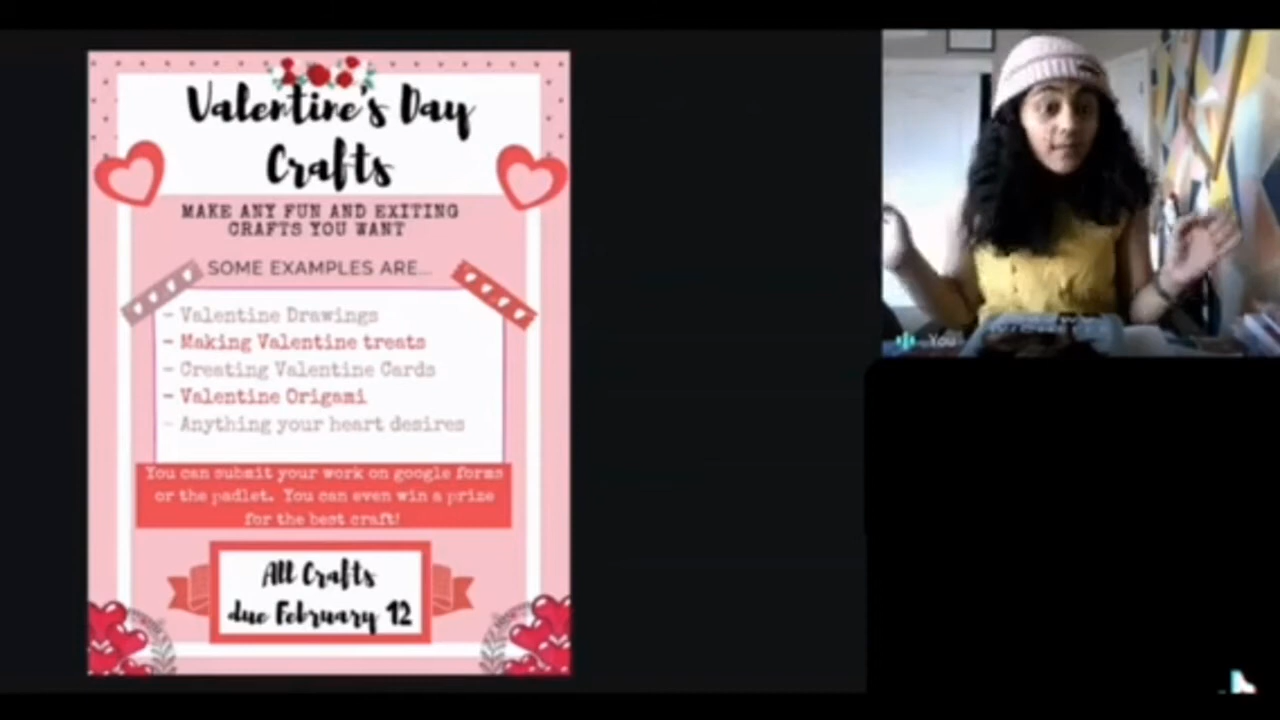 Valentine's Day
Crafts
MAKE ANY FUN AND EXITING
CRAFTS YOU WANT
SOME EXAMPLES ARE...
- Valentine Drawings
- Making Valentine treats
- Creating Valentine Cards
- Valentine Origami
- Anything your heart desires
You can submit your work on google forms
or the padlet. You can even win a prize
for the best craft!
All Crafts
due February 12
You